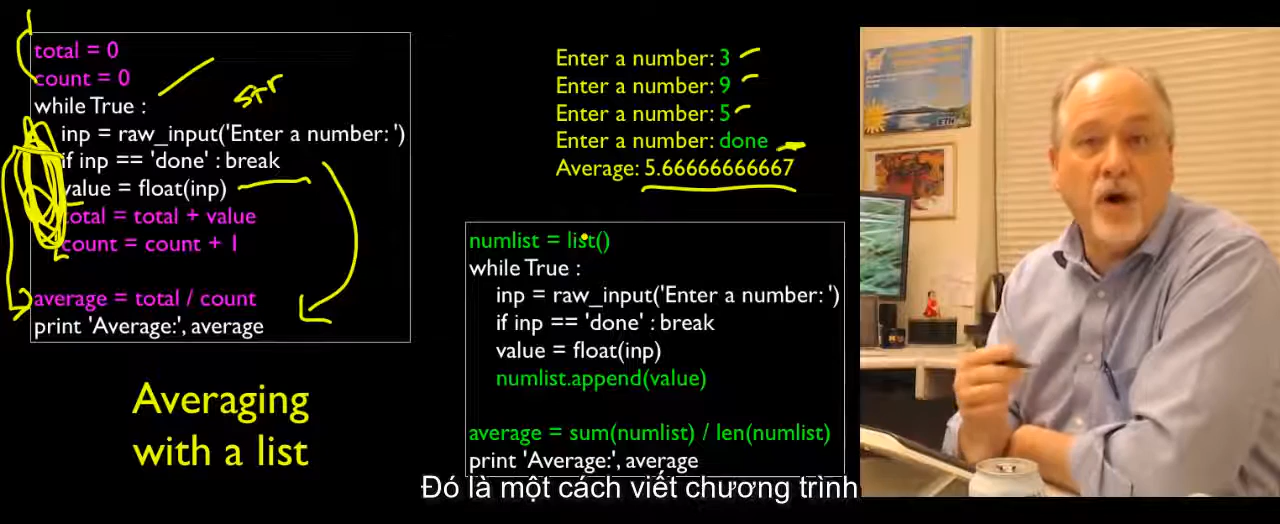 total = 0
count = 0
while True :
inp = raw_input('Enter a number: ')
if inp == 'done' : break
value = float(inp)
total = total + value
count = count + 1
average = total / count
print 'Average:', average
str
Averaging
with a list
Enter a number: 3
Enter a number: 9
Enter a number: 5
Enter a number: done
Average: 5.66666666667
numlist = list()
while True :
inp = raw_input('Enter a number: ')
if inp == 'done' : break
value = float(inp)
numlist.append(value)
average = sum(numlist) / len(numlist)
print 'Average:', average
Đó là một cách viết chương trình